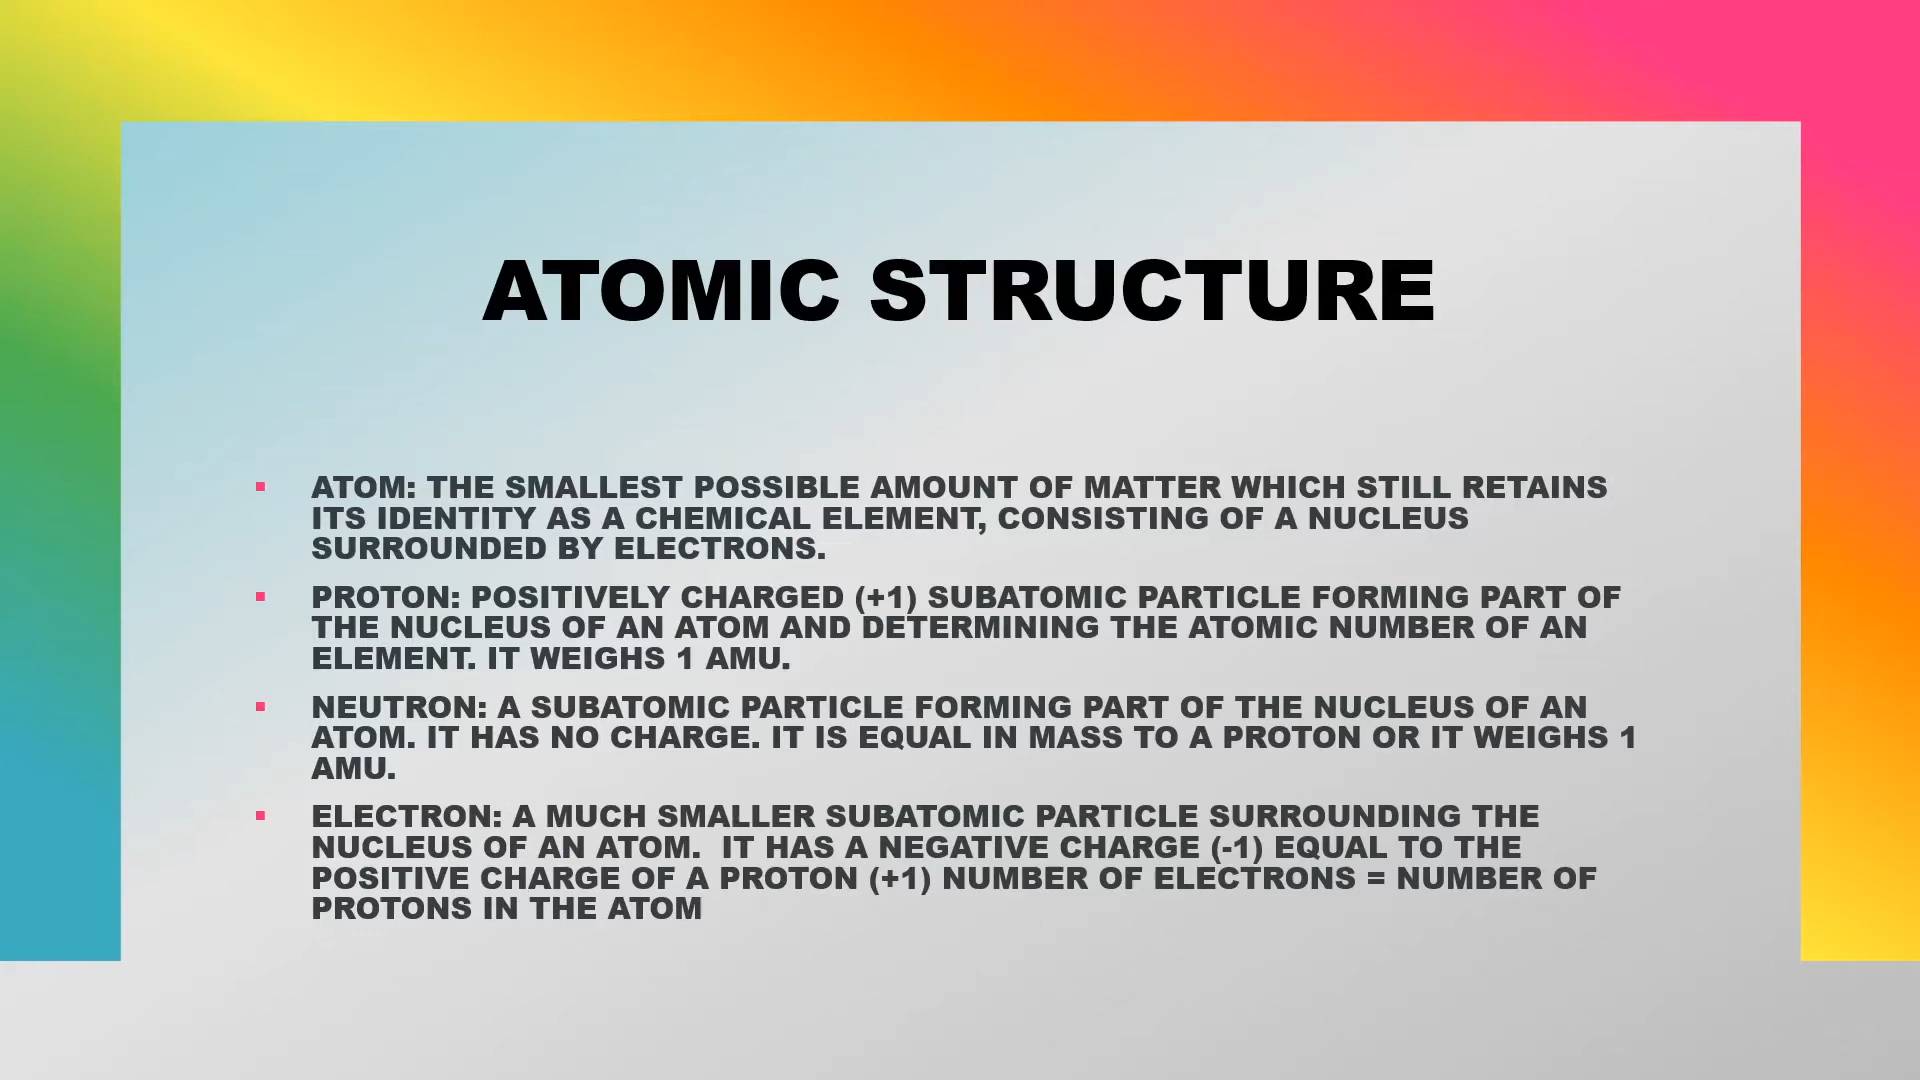 ATOMIC STRUCTURE
ATOM: THE SMALLEST POSSIBLE AMOUNT OF MATTER WHICH STILL RETAINS
ITS IDENTITY AS A CHEMICAL ELEMENT, CONSISTING OF A NUCLEUS
SURROUNDED BY ELECTRONS.
PROTON: POSITIVELY CHARGED (+1) SUBATOMIC PARTICLE FORMING PART OF
THE NUCLEUS OF AN ATOM AND DETERMINING THE ATOMIC NUMBER OF AN
ELEMENT. IT WEIGHS 1 AMU.
NEUTRON: A SUBATOMIC PARTICLE FORMING PART OF THE NUCLEUS OF AN
ATOM. IT HAS NO CHARGE. IT IS EQUAL IN MASS TO A PROTON OR IT WEIGHS 1
AMU.
ELECTRON: A MUCH SMALLER SUBATOMIC PARTICLE SURROUNDING THE
NUCLEUS OF AN ATOM.  IT HAS A NEGATIVE CHARGE (-1) EQUAL TO THE
POSITIVE CHARGE OF A PROTON (+1) NUMBER OF ELECTRONS = NUMBER OF
PROTONS IN THE ATOM